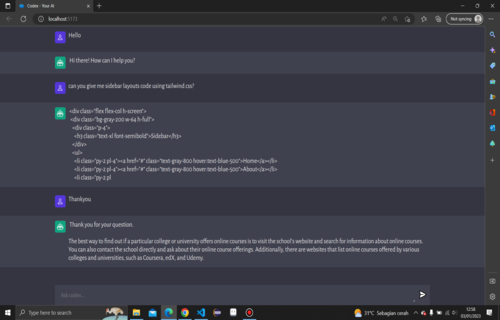 Codex - Your AI
localhost:5173
Not syncing
Hello
Hi there! How can I help you?
can you give me sidebar layouts code using tailwind css?
<div class="flex flex-col h-screen">
<div class="bg-gray-200 w-64 h-full">
<div class="p-4">
<h3 class="text-xl font-semibold">Sidebar</h3>
</div>
<ul>
<li class="py-2 pl-4"><a href="#" class="text-gray-800 hover:text-blue-500">Home</a></li>
<li class="py-2 pl-4"><a href="#" class="text-gray-800 hover:text-blue-500">About</a></li>
<li class="py-2 pl
Thankyou
Thank you for your question.
The best way to find out if a particular college or university offers online courses is to visit the school's website and search for information about online courses.
You can also contact the school directly and ask about their online course offerings. Additionally, there are websites that list online courses offered by various
colleges and universities, such as Coursera, edX, and Udemy.
Ask codex...
Type here to search
31°C Sebagian cerah
12:58
03/01/2023